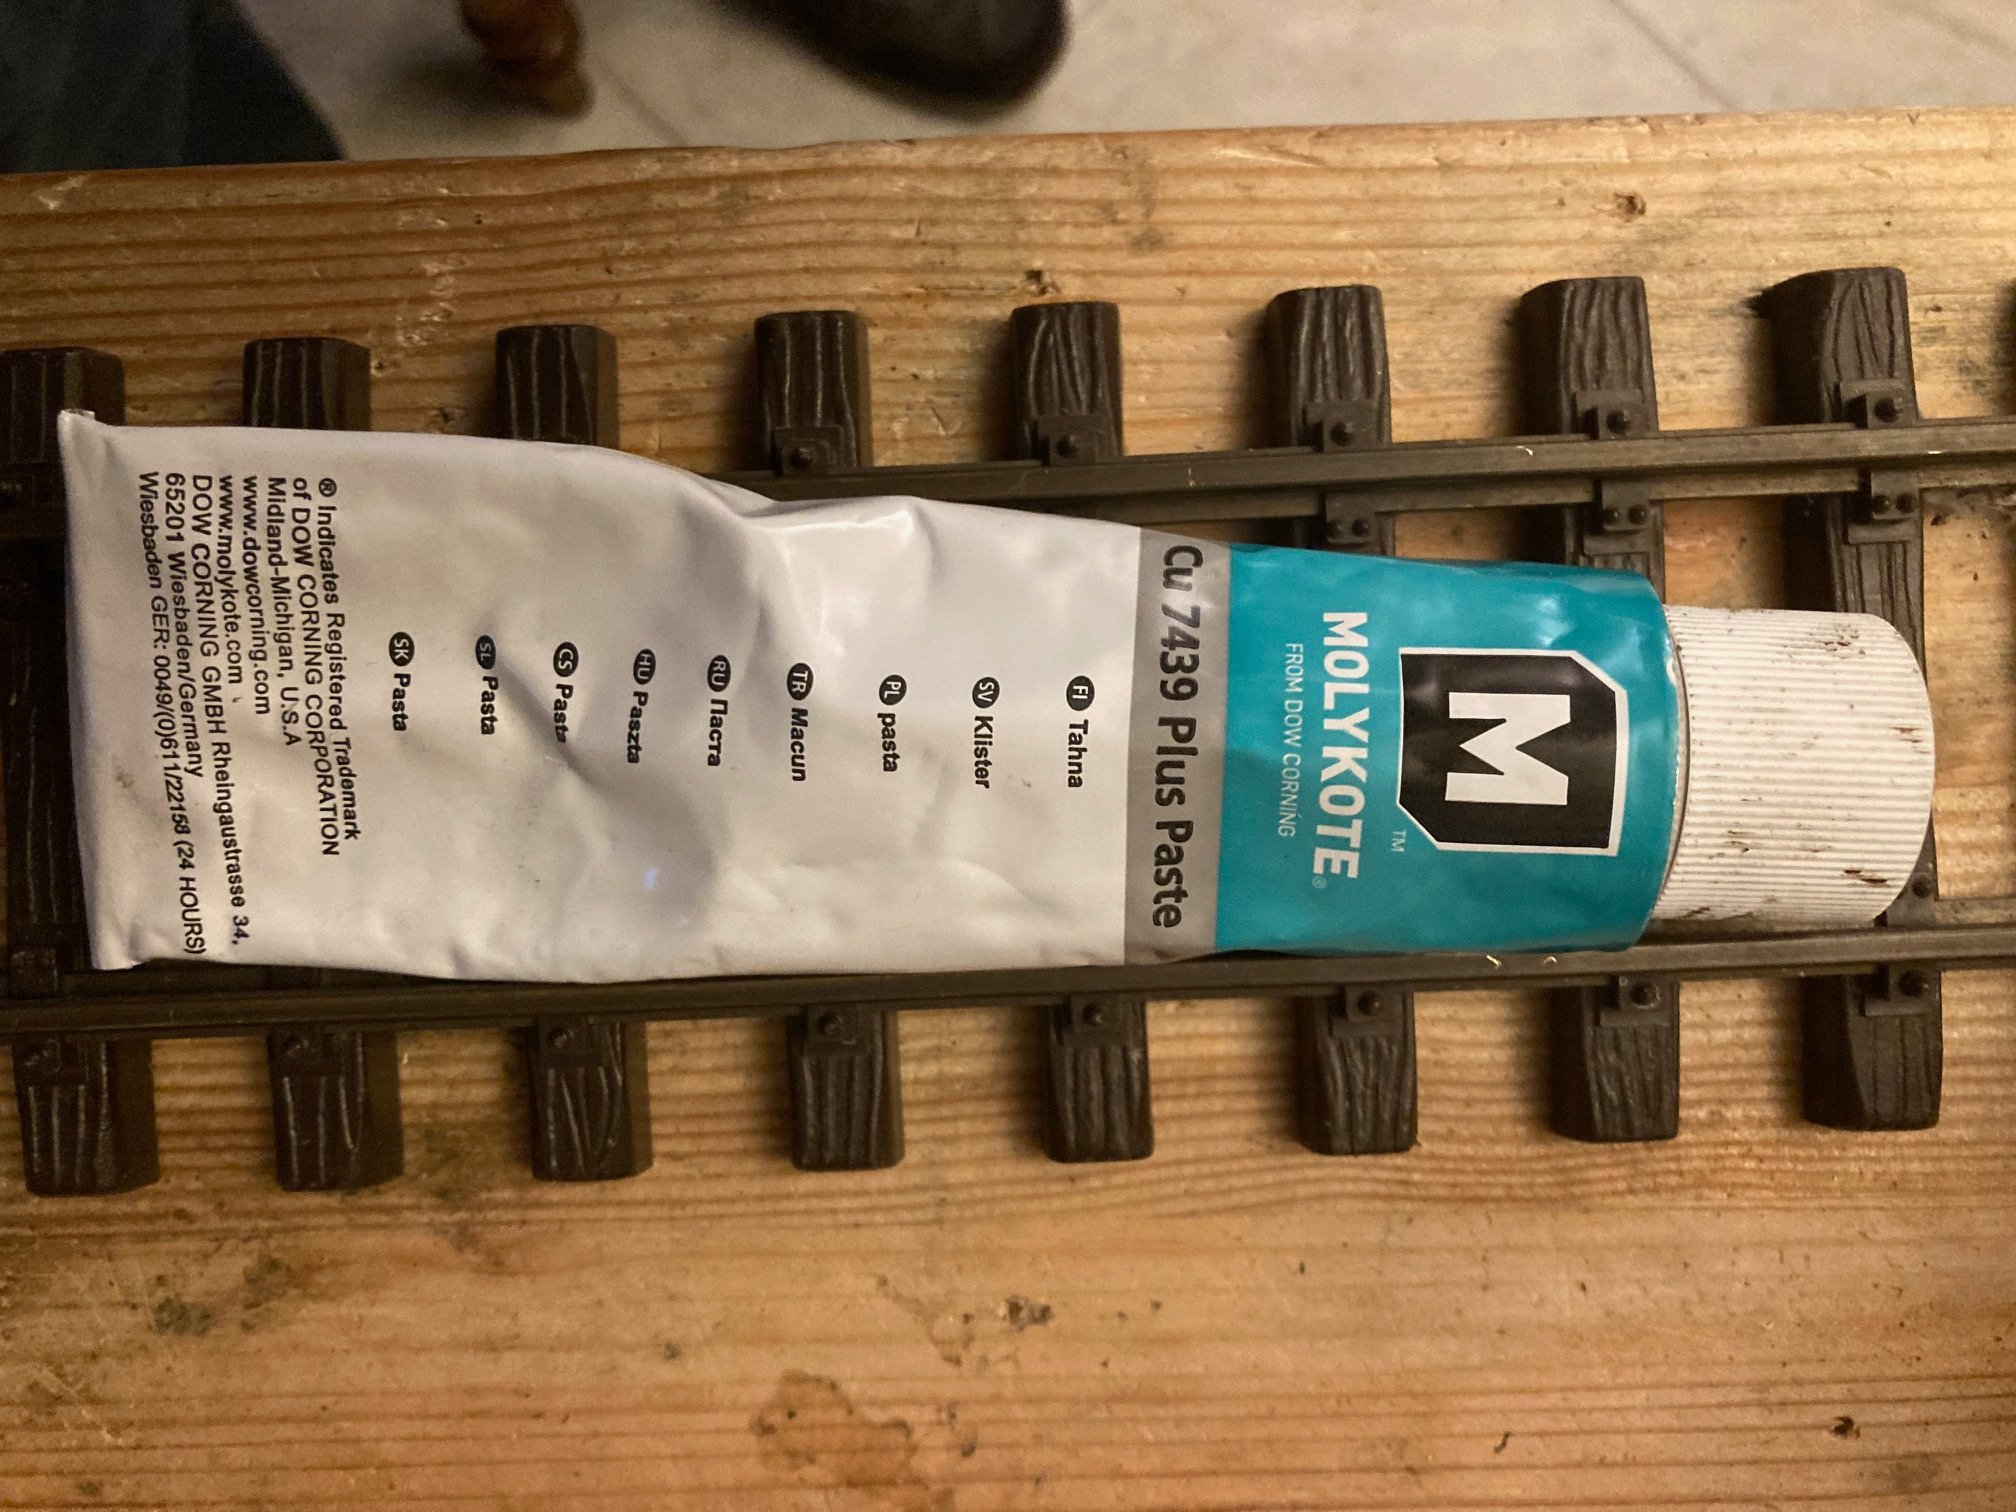 M
TM
MOLYKOTE®
FROM DOW CORNING
Cu 7439 Plus Paste
FI Tahna
SV Klister
PL pasta
TR Macun
RU Паста
HU Paszta
CS Pasta
SL Pasta
SK Pasta
® Indicates Registered Trademark
of DOW CORNING CORPORATION
Midland-Michigan, U.S.A
www.dowcorning.com
www.molykote.com
DOW CORNING GMBH Rheingaustrasse 34,
65201 Wiesbaden/Germany
Wiesbaden GER: 0049/(0)611/22158 (24 HOURS)